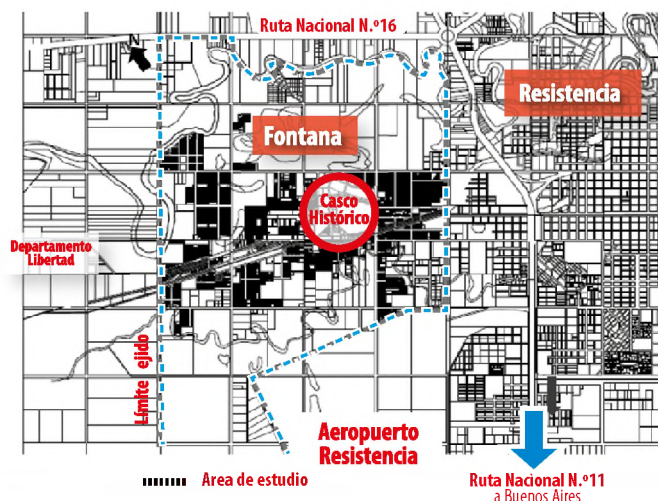 Ruta Nacional N.º16
N
Resistencia
Fontana
Casco
Histórico
Departamento
Libertad
Límite ejido
Aeropuerto
Resistencia
Area de estudio
Ruta Nacional N.º11
a Buenos Aires